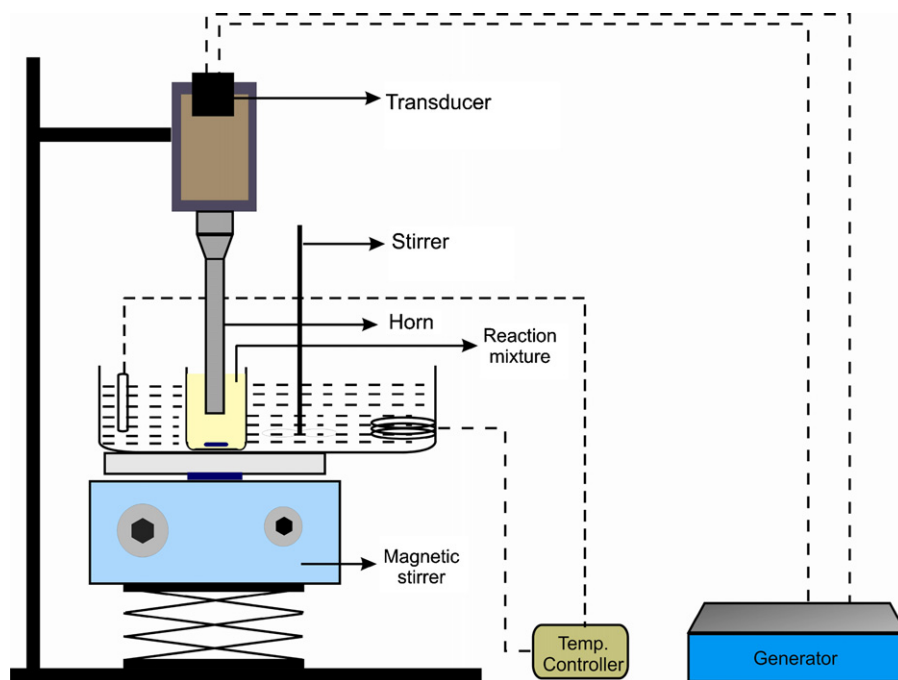 Transducer
Stirrer
Horn
Reaction
mixture
Magnetic
stirrer
Temp.
Controller
Generator